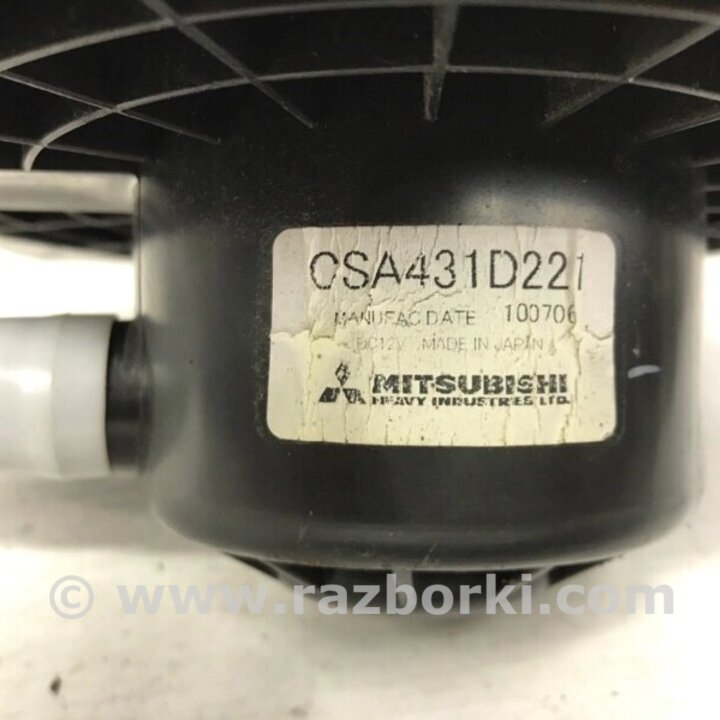 CSA431D221
MANUFAC DATE 100706
DC12V MADE IN JAPAN
MITSUBISHI
HEAVY INDUSTRIES LTD.
© www.razborki.com